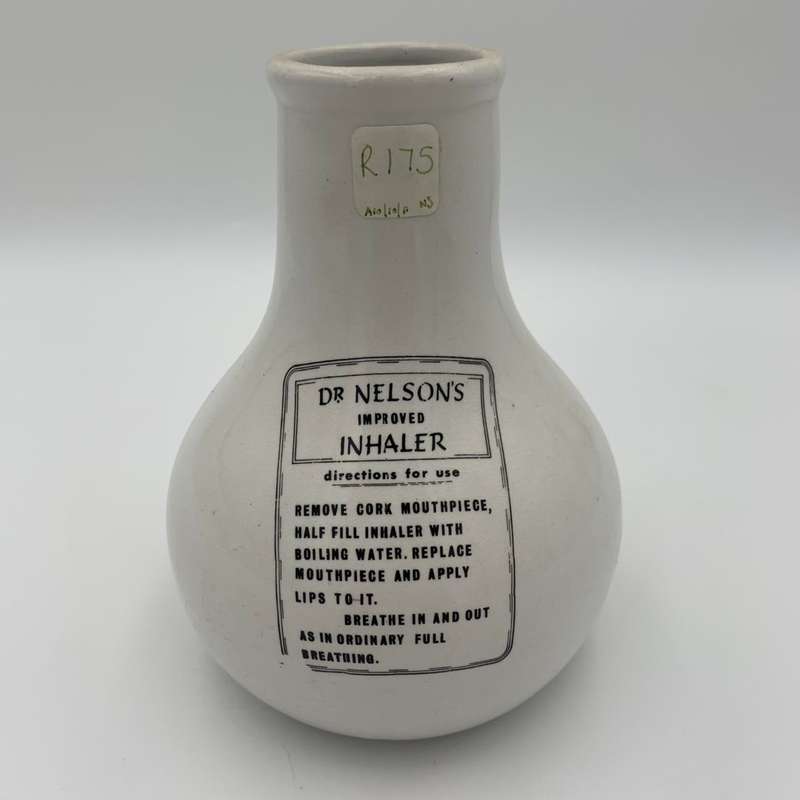 R175
NJ
DR NELSON'S
IMPROVED
INHALER
directions for use
REMOVE CORK MOUTHPIECE,
HALF FILL INHALER WITH
BOILING WATER. REPLACE
MOUTHPIECE AND APPLY
LIPS TO IT.
BREATHE IN AND OUT
AS IN ORDINARY FULL
BREATHING.